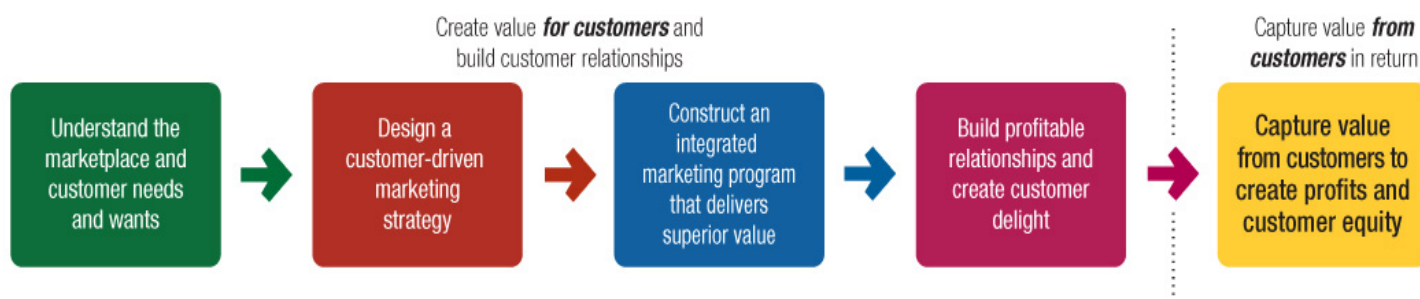 Create value for customers and
build customer relationships
Capture value from
customers in return
Understand the
marketplace and
customer needs
and wants
Design a
customer-driven
marketing
strategy
Construct an
integrated
marketing program
that delivers
superior value
Build profitable
relationships and
create customer
delight
Capture value
from customers to
create profits and
customer equity